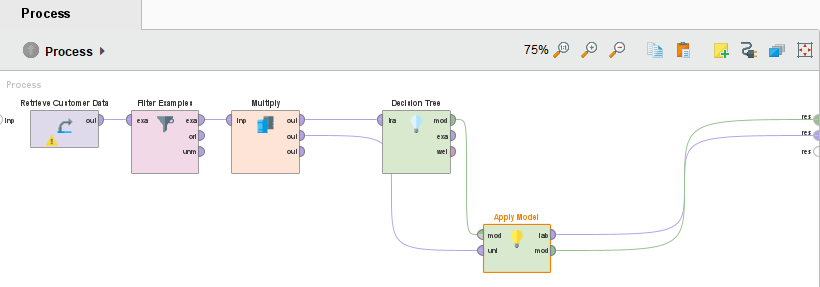 Process
Process
75%
Process
Retrieve Customer Data
Filter Examples
Multiply
Decision Tree
inp
out
exa
exa
ori
unm
inp
out
out
out
tra
mod
exa
wei
res
res
res
Apply Model
mod
lab
unl
mod